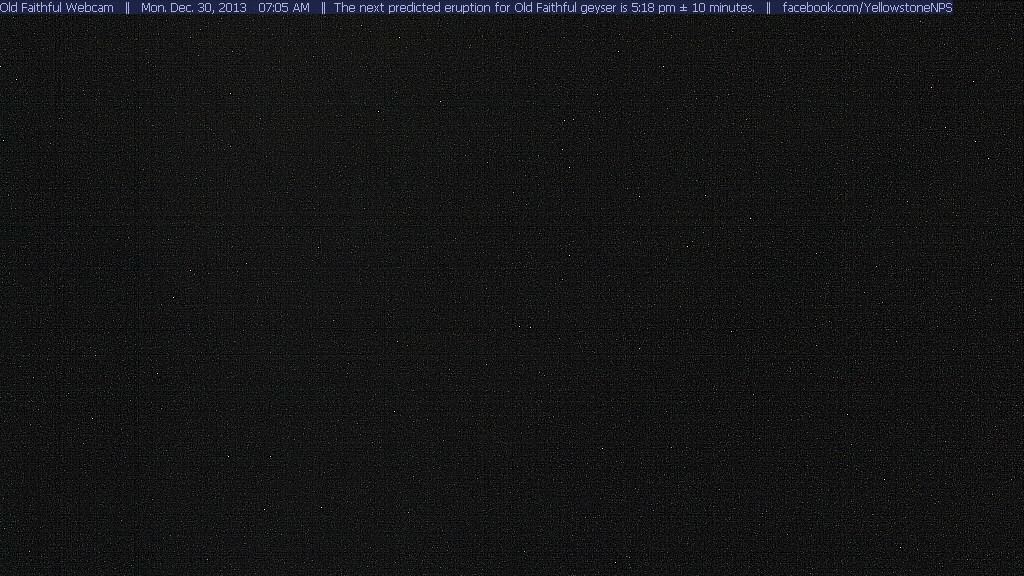 Old Faithful Webcam || Mon. Dec. 30, 2013 07:05 AM || The next predicted eruption for Old Faithful geyser is 5:18 pm ± 10 minutes. || facebook.com/YellowstoneNPS